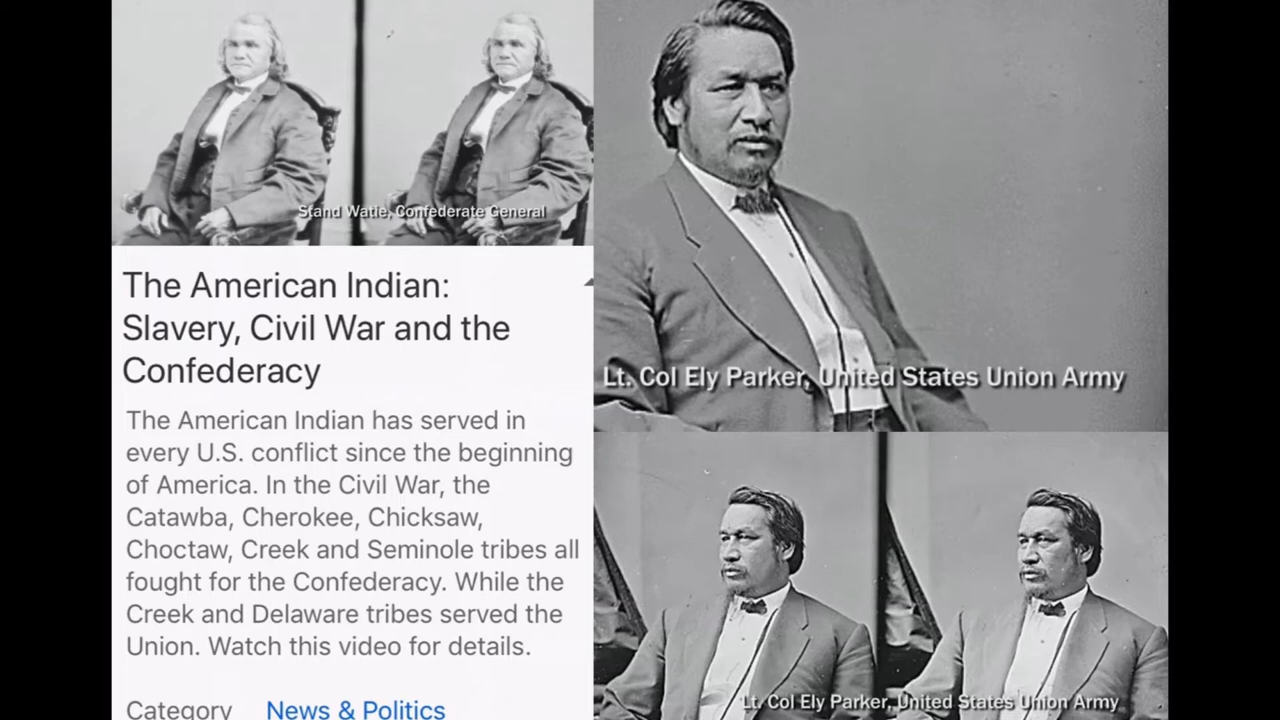 Stand Watie, Confederate General
The American Indian:
Slavery, Civil War and the
Confederacy
The American Indian has served in
every U.S. conflict since the beginning
of America. In the Civil War, the
Catawba, Cherokee, Chicksaw,
Choctaw, Creek and Seminole tribes all
fought for the Confederacy. While the
Creek and Delaware tribes served the
Union. Watch this video for details.
Category News & Politics
Lt. Col Ely Parker, United States Union Army
Lt. Col Ely Parker, United States Union Army